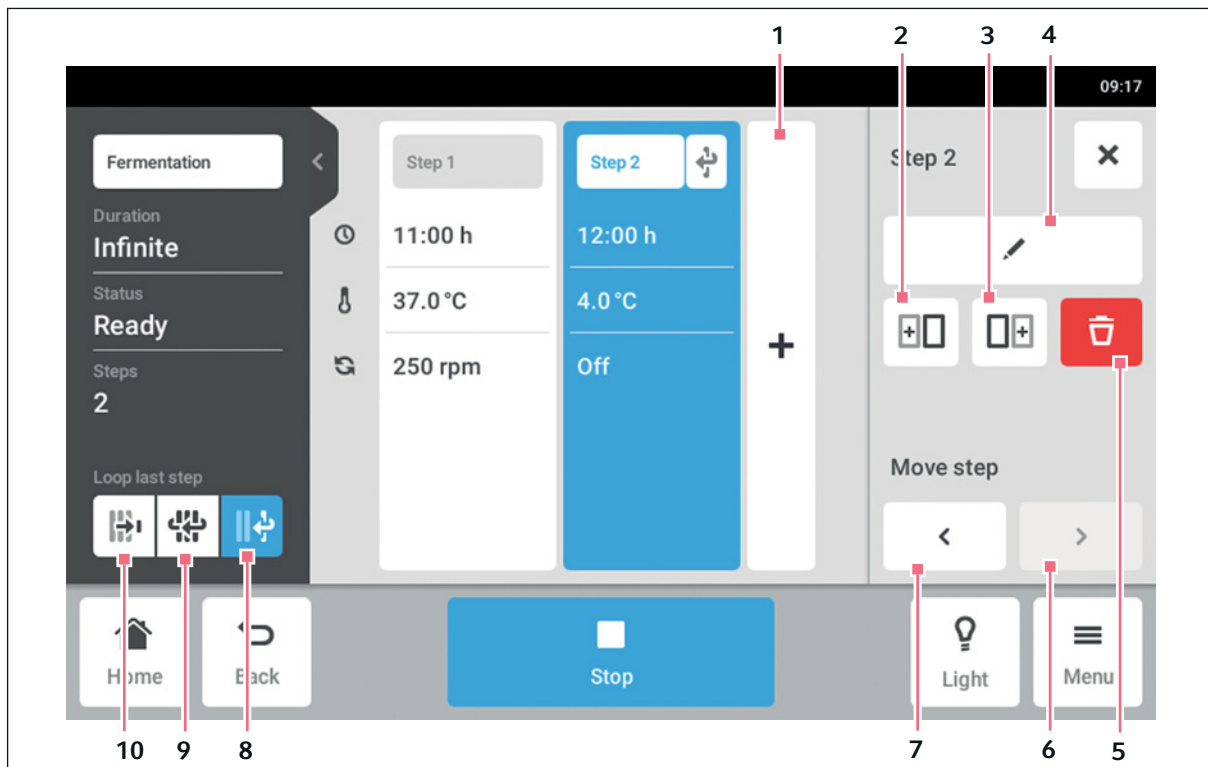 1 2 3 4
09:17
Fermentation
Duration
Infinite
Status
Ready
Steps
2
Loop last step
Step 1
11:00 h
37.0 °C
250 rpm
Step 2
12:00 h
4.0 °C
Off
+
Step 2
Move step
Home
Back
Stop
Light
Menu
10 9 8 7 6 5